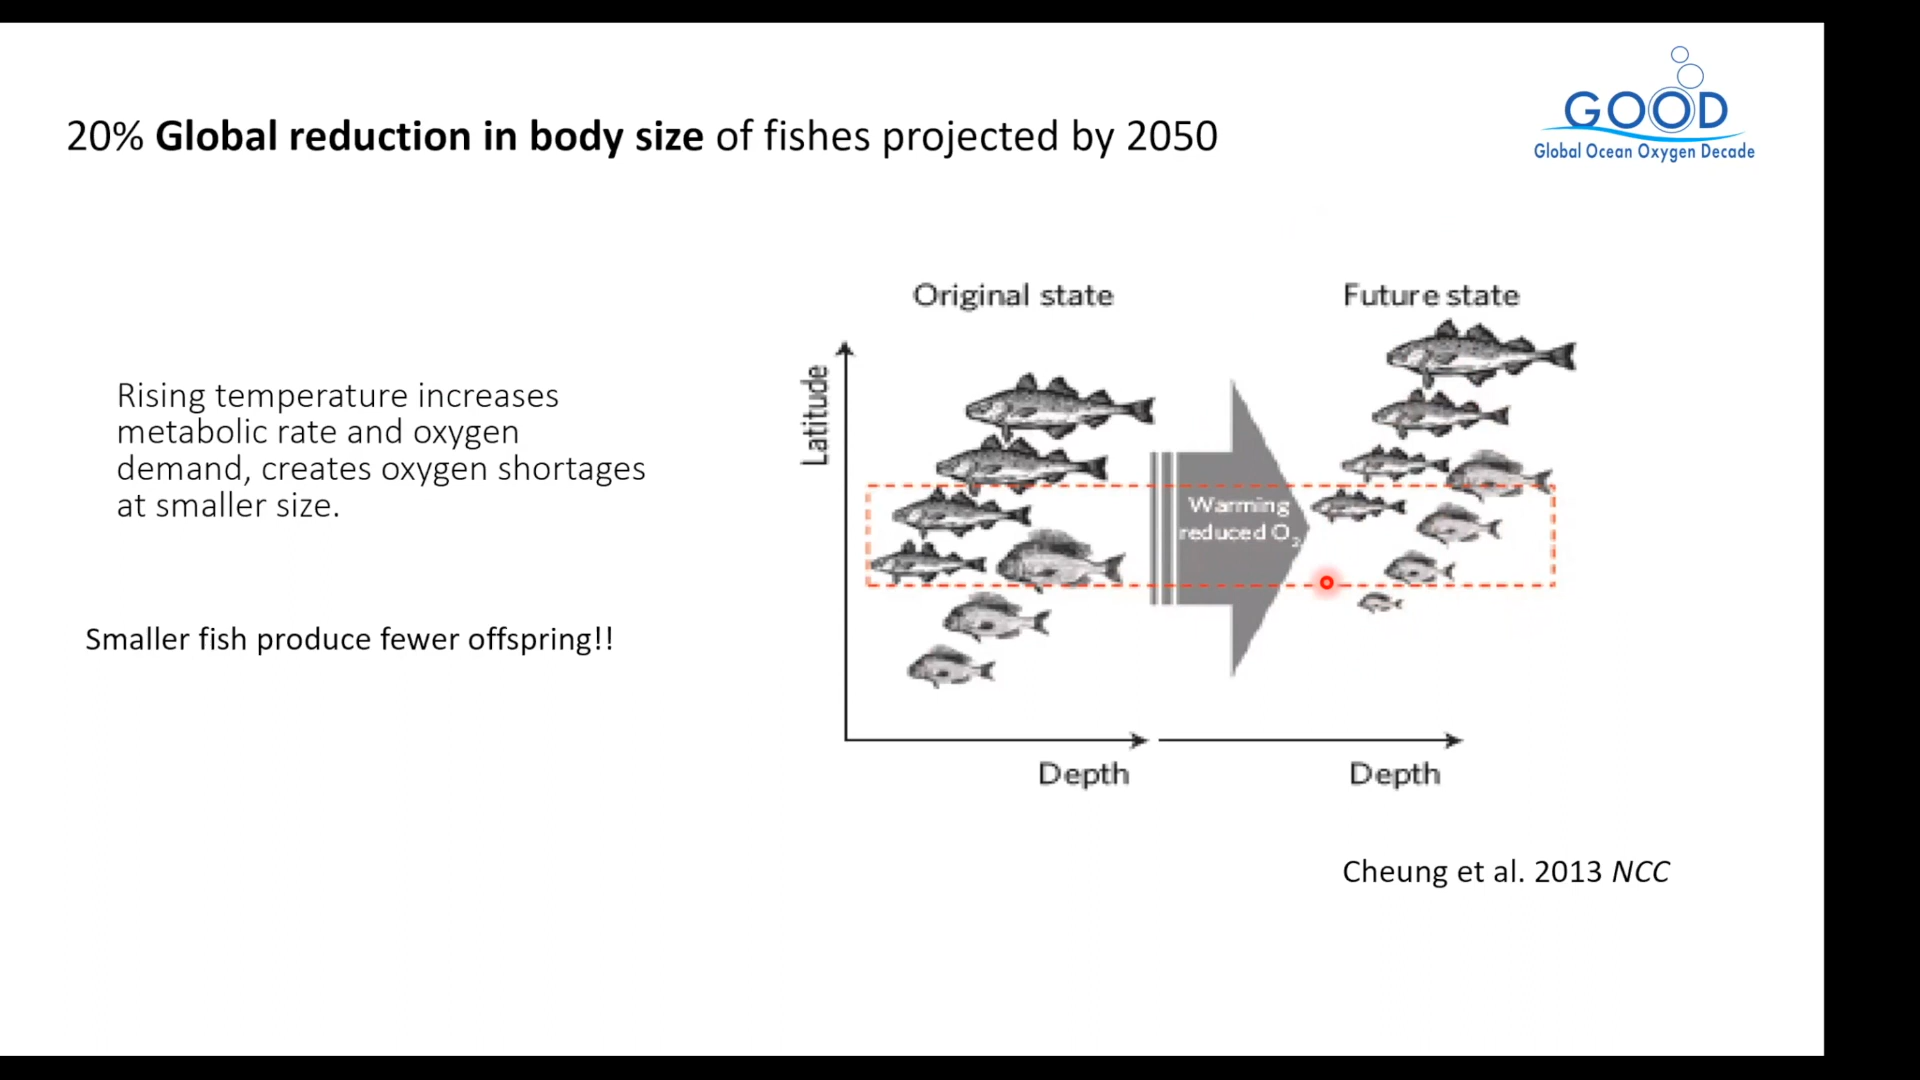 GOOD
Global Ocean Oxygen Decade
20% Global reduction in body size of fishes projected by 2050
Rising temperature increases
metabolic rate and oxygen
demand, creates oxygen shortages
at smaller size.
Smaller fish produce fewer offspring!!
Original state
Future state
Latitude
Warming
reduced O₂
Depth
Depth
Cheung et al. 2013 NCC